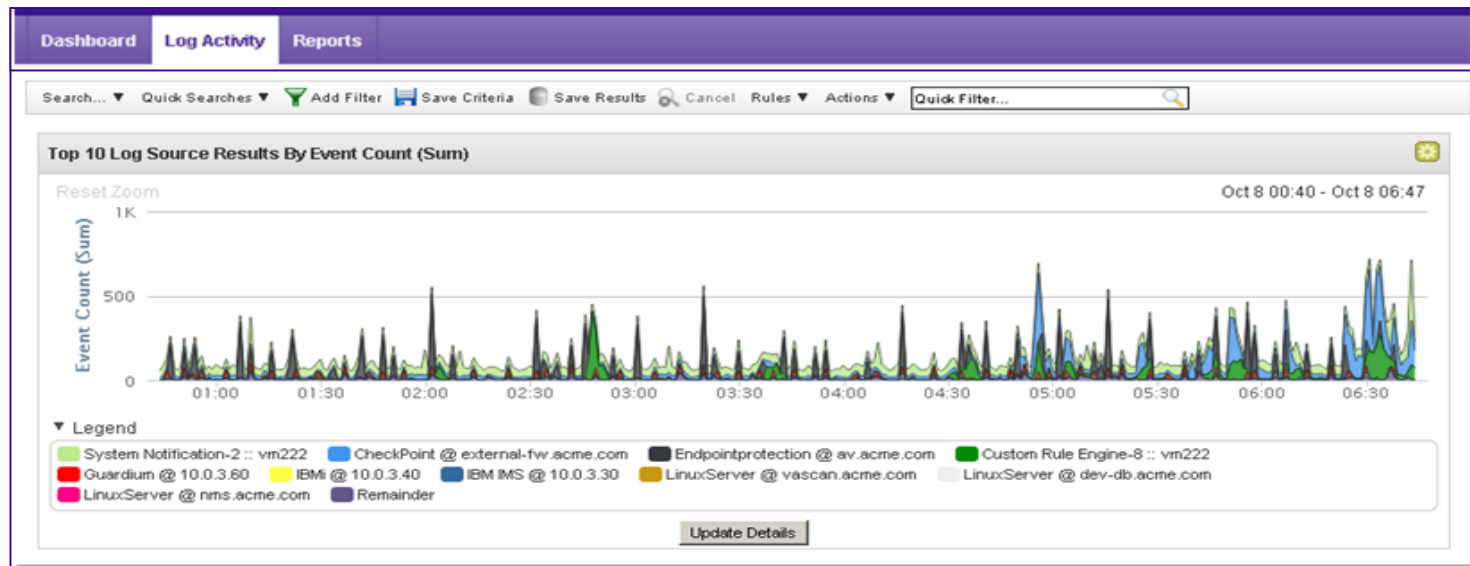 Dashboard Log Activity Reports
Search... ▼ Quick Searches ▼ Add Filter Save Criteria Save Results Cancel Rules ▼ Actions ▼ Quick Filter...
Top 10 Log Source Results By Event Count (Sum)
Reset Zoom Oct 8 00:40 - Oct 8 06:47
Event Count (Sum)
1K
500
0
01:00 01:30 02:00 02:30 03:00 03:30 04:00 04:30 05:00 05:30 06:00 06:30
▼ Legend
System Notification-2 :: vm222 CheckPoint @ external-fw.acme.com Endpointprotection @ av.acme.com Custom Rule Engine-8 :: vm222
Guardium @ 10.0.3.60 IBMi @ 10.0.3.40 IBM IMS @ 10.0.3.30 LinuxServer @ vascan.acme.com LinuxServer @ dev-db.acme.com
LinuxServer @ nms.acme.com Remainder
Update Details